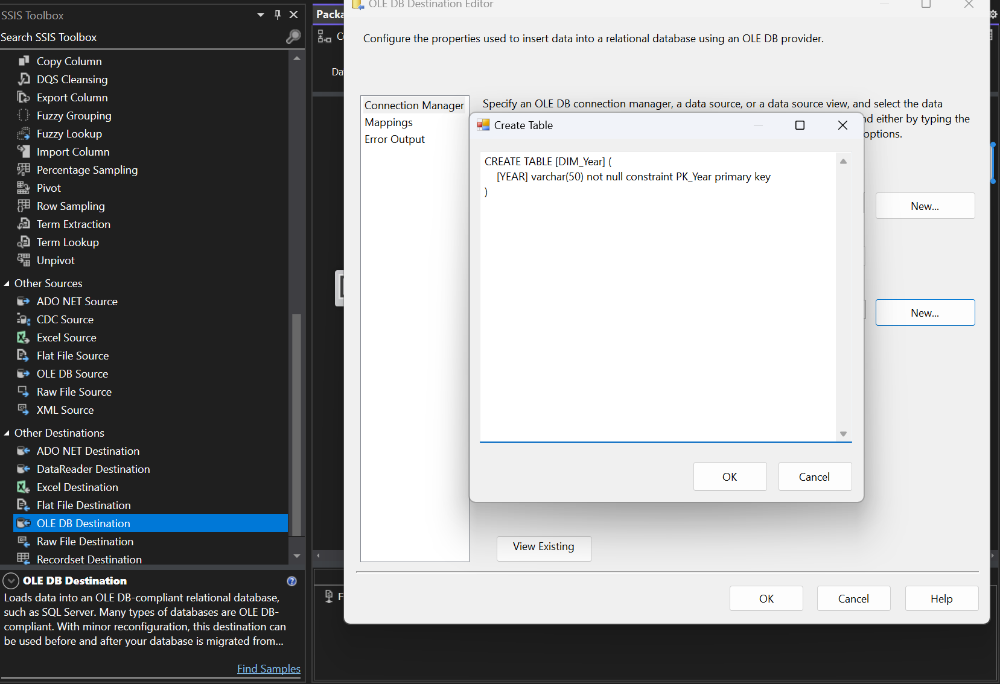 SSIS Toolbox
Search SSIS Toolbox
Copy Column
DQS Cleansing
Export Column
Fuzzy Grouping
Fuzzy Lookup
Import Column
Percentage Sampling
Pivot
Row Sampling
Term Extraction
Term Lookup
Unpivot
Other Sources
ADO NET Source
CDC Source
Excel Source
Flat File Source
OLE DB Source
Raw File Source
XML Source
Other Destinations
ADO NET Destination
DataReader Destination
Excel Destination
Flat File Destination
OLE DB Destination
Raw File Destination
Recordset Destination
OLE DB Destination
Loads data into an OLE DB-compliant relational database,
such as SQL Server. Many types of databases are OLE DB-
compliant. With minor reconfiguration, this destination can
be used before and after your database is migrated from...
Find Samples
Packa
Da
OLE DB Destination Editor
Configure the properties used to insert data into a relational database using an OLE DB provider.
Connection Manager
Mappings
Error Output
Specify an OLE DB connection manager, a data source, or a data source view, and select the data
nd either by typing the
options.
Create Table
CREATE TABLE [DIM_Year] (
[YEAR] varchar(50) not null constraint PK_Year primary key
)
OK
Cancel
New...
New...
View Existing
OK
Cancel
Help